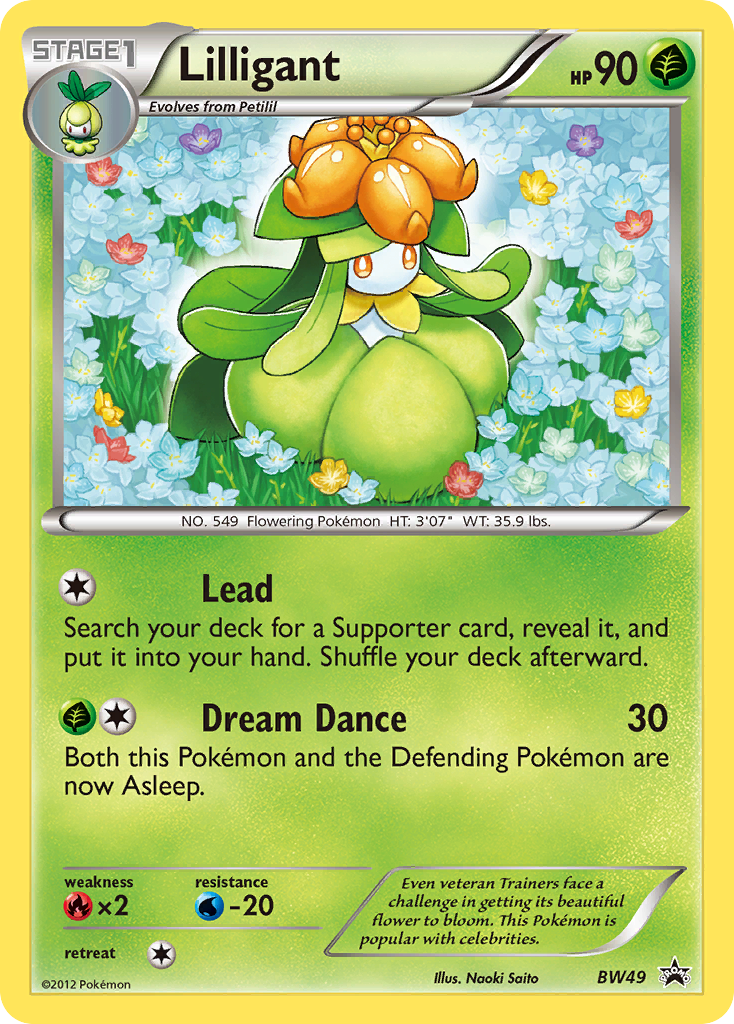 STAGE1
Lilligant
HP 90
Evolves from Petilil
NO. 549 Flowering Pokémon HT: 3'07" WT: 35.9 lbs.
Lead
Search your deck for a Supporter card, reveal it, and
put it into your hand. Shuffle your deck afterward.
Dream Dance 30
Both this Pokémon and the Defending Pokémon are
now Asleep.
weakness resistance
×2 -20
retreat
Even veteran Trainers face a
challenge in getting its beautiful
flower to bloom. This Pokémon is
popular with celebrities.
©2012 Pokémon Illus. Naoki Saito BW49 PROMO